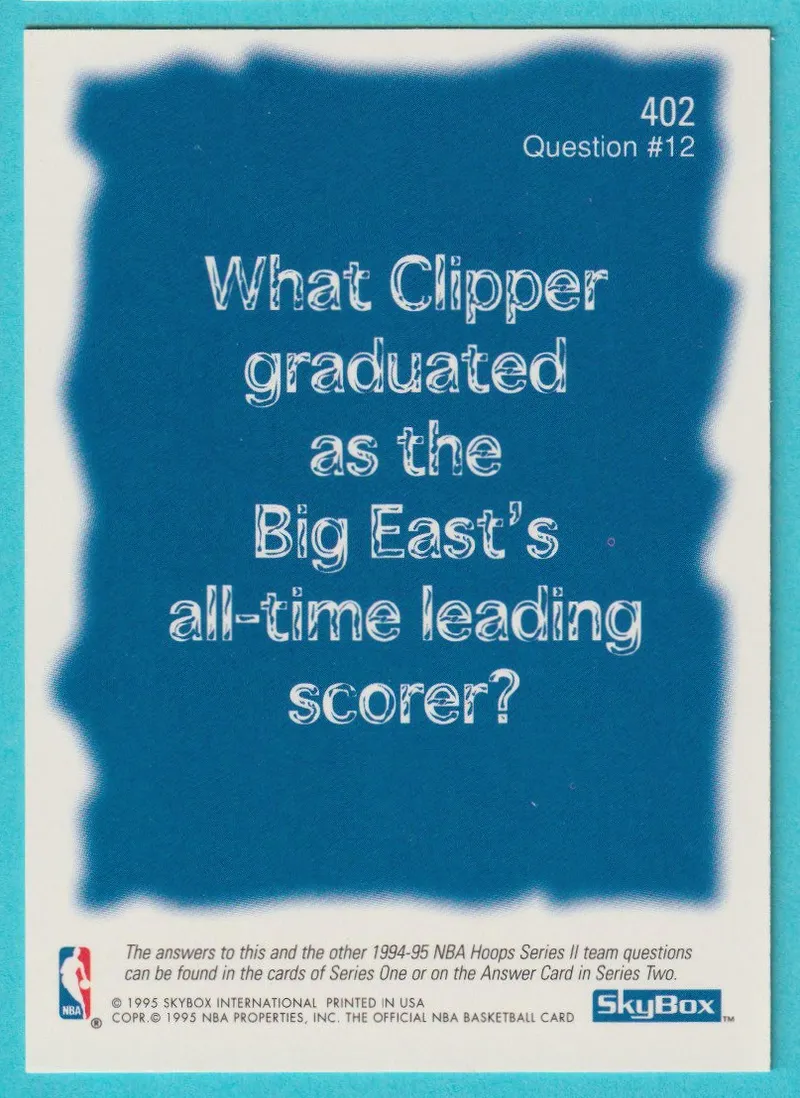 402
Question #12
What Clipper
graduated
as the
Big East's
all-time leading
scorer?
The answers to this and the other 1994-95 NBA Hoops Series II team questions
can be found in the cards of Series One or on the Answer Card in Series Two.
© 1995 SKYBOX INTERNATIONAL PRINTED IN USA
COPR.© 1995 NBA PROPERTIES, INC. THE OFFICIAL NBA BASKETBALL CARD
NBA ®
SkyBox ™